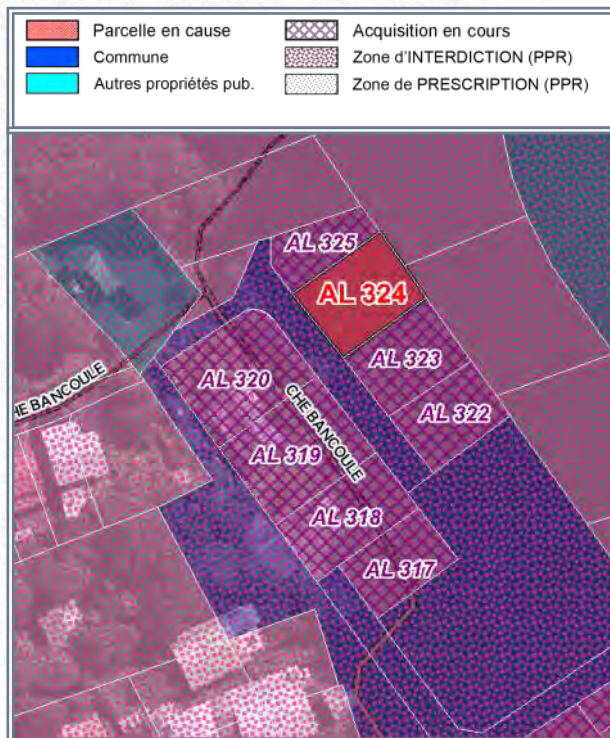 Parcelle en cause
Acquisition en cours
Commune
Zone d'INTERDICTION (PPR)
Autres propriétés pub.
Zone de PRESCRIPTION (PPR)
AL 325
AL 324
AL 323
AL 322
AL 320
CHE BANCOULE
HE BANCOULE
AL 319
AL 318
AL 317